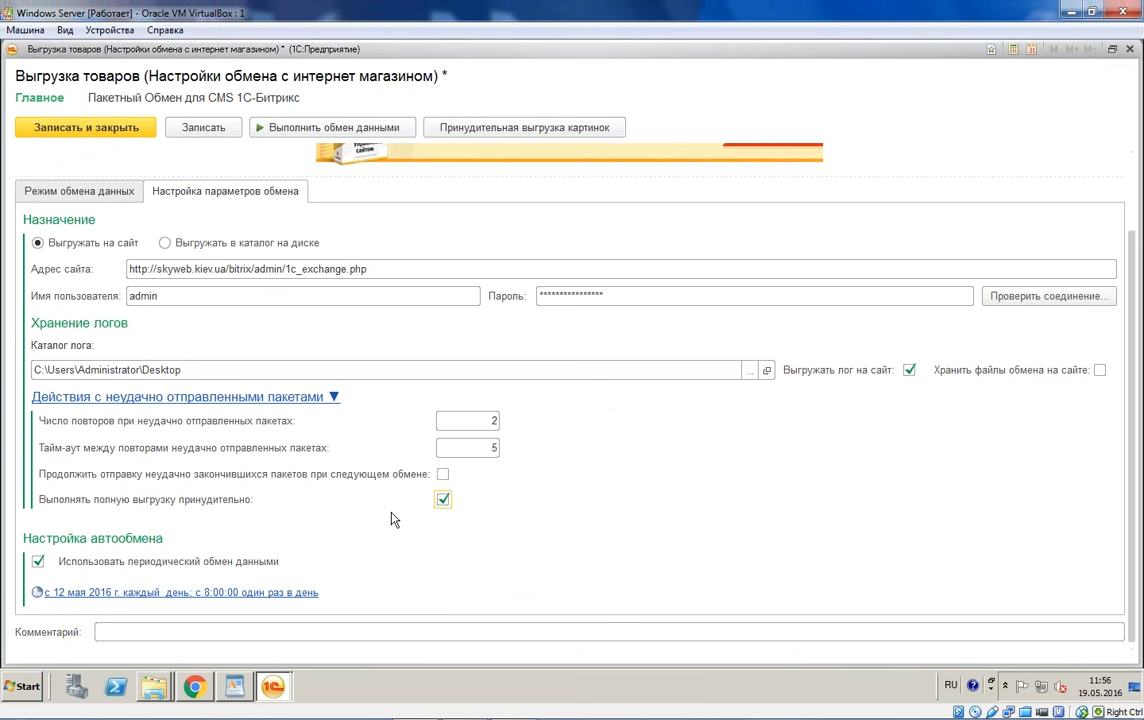 Windows Server [Работает] - Oracle VM VirtualBox : 1
Машина Вид Устройства Справка
Выгрузка товаров (Настройки обмена с интернет магазином) * (1С:Предприятие) M M+ M-
Выгрузка товаров (Настройки обмена с интернет магазином) *
Главное Пакетный Обмен для CMS 1С-Битрикс
Записать и закрыть Записать Выполнить обмен данными Принудительная выгрузка картинок
сайтом
Режим обмена данных Настройка параметров обмена
Назначение
Выгружать на сайт Выгружать в каталог на диске
Адрес сайта: http://skyweb.kiev.ua/bitrix/admin/1c_exchange.php
Имя пользователя: admin Пароль: **************** Проверить соединение...
Хранение логов
Каталог лога:
C:\Users\Administrator\Desktop ... Выгружать лог на сайт: Хранить файлы обмена на сайте:
Действия с неудачно отправленными пакетами ▼
Число повторов при неудачно отправленных пакетах: 2
Тайм-аут между повторами неудачно отправленных пакетах: 5
Продолжить отправку неудачно закончившихся пакетов при следующем обмене:
Выполнять полную выгрузку принудительно:
Настройка автообмена
Использовать периодический обмен данными
с 12 мая 2016 г. каждый день; с 8:00:00 один раз в день
Комментарий:
Start RU 11:56
19.05.2016
Right Ctrl